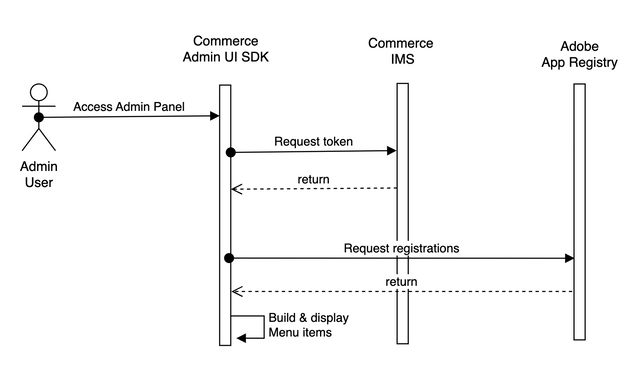 Commerce
Admin UI SDK
Commerce
IMS
Adobe
App Registry
Access Admin Panel
Request token
Admin
User
return
Request registrations
return
Build & display
Menu items